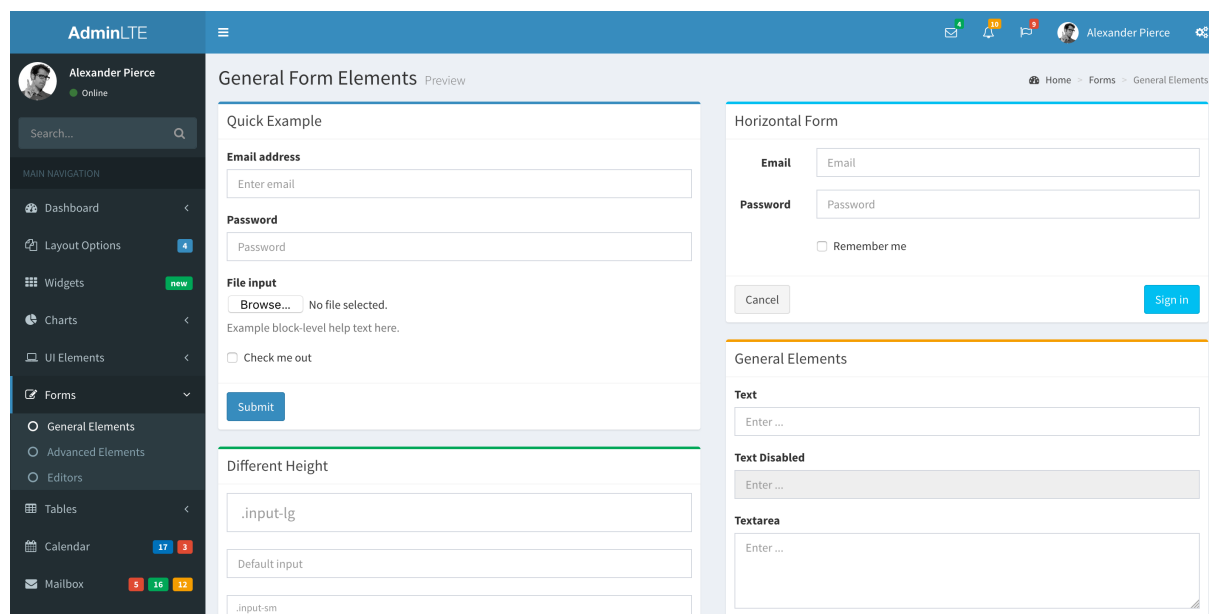 AdminLTE
4
10
9
Alexander Pierce
Alexander Pierce
Online
Search...
MAIN NAVIGATION
Dashboard
Layout Options 4
Widgets new
Charts
UI Elements
Forms
General Elements
Advanced Elements
Editors
Tables
Calendar 17 3
Mailbox 5 16 12
General Form Elements Preview
Home > Forms > General Elements
Quick Example
Email address
Enter email
Password
Password
File input
Browse... No file selected.
Example block-level help text here.
Check me out
Submit
Different Height
.input-lg
Default input
.input-sm
Horizontal Form
Email Email
Password Password
Remember me
Cancel Sign in
General Elements
Text
Enter ...
Text Disabled
Enter ...
Textarea
Enter ...